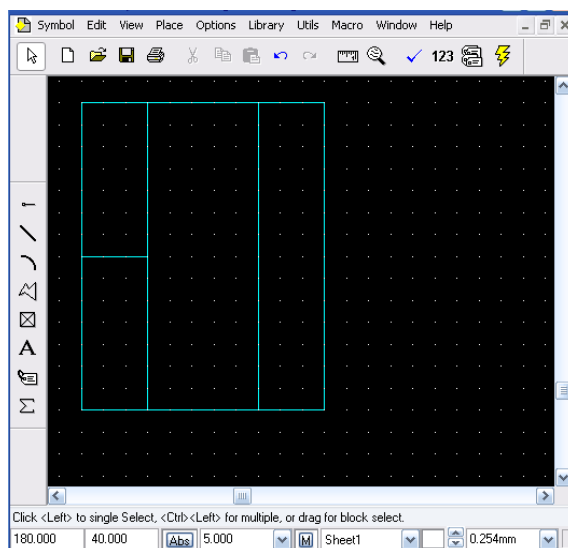 Symbol Edit View Place Options Library Utils Macro Window Help
123
A
Click <Left> to single Select, <Ctrl><Left> for multiple, or drag for block select.
180.000 40.000 Abs 5.000 M Sheet1 0.254mm